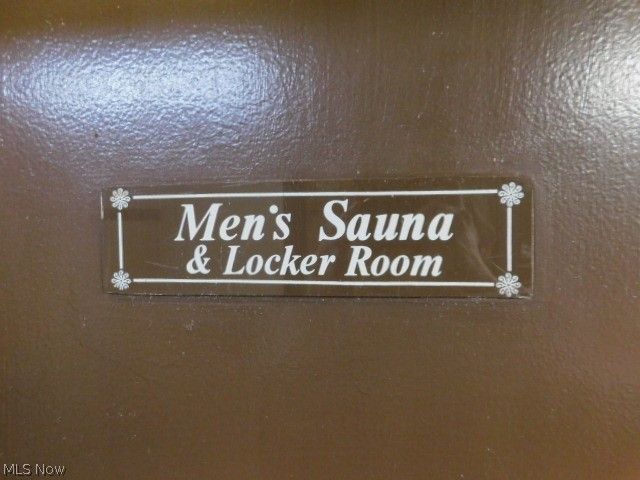 Men's Sauna
& Locker Room
MLS Now